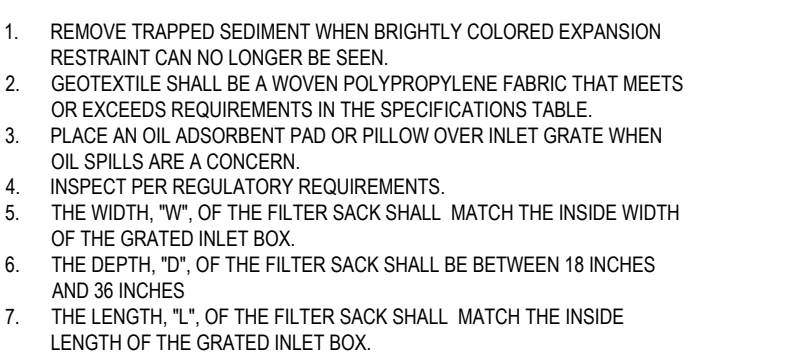 1. REMOVE TRAPPED SEDIMENT WHEN BRIGHTLY COLORED EXPANSION
RESTRAINT CAN NO LONGER BE SEEN.
2. GEOTEXTILE SHALL BE A WOVEN POLYPROPYLENE FABRIC THAT MEETS
OR EXCEEDS REQUIREMENTS IN THE SPECIFICATIONS TABLE.
3. PLACE AN OIL ADSORBENT PAD OR PILLOW OVER INLET GRATE WHEN
OIL SPILLS ARE A CONCERN.
4. INSPECT PER REGULATORY REQUIREMENTS.
5. THE WIDTH, "W", OF THE FILTER SACK SHALL MATCH THE INSIDE WIDTH
OF THE GRATED INLET BOX.
6. THE DEPTH, "D", OF THE FILTER SACK SHALL BE BETWEEN 18 INCHES
AND 36 INCHES
7. THE LENGTH, "L", OF THE FILTER SACK SHALL MATCH THE INSIDE
LENGTH OF THE GRATED INLET BOX.